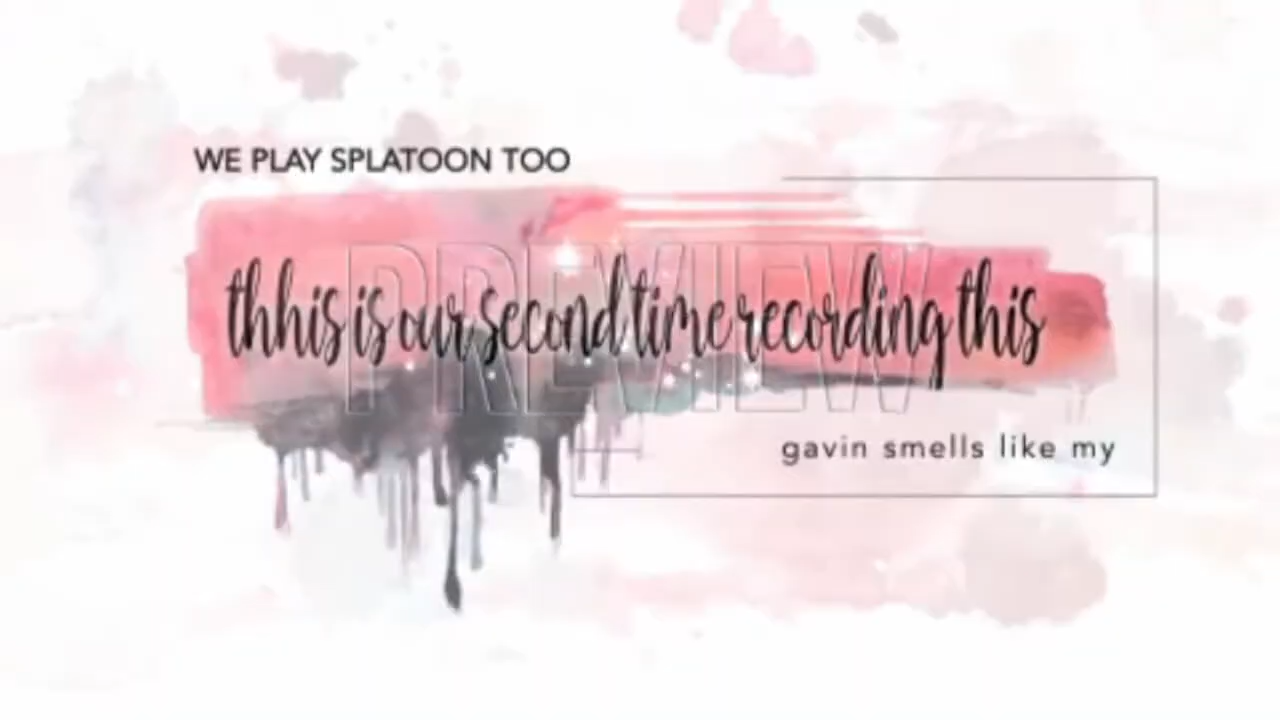 WE PLAY SPLATOON TOO
PREVIEW
thhis is our second time recording this
gavin smells like my